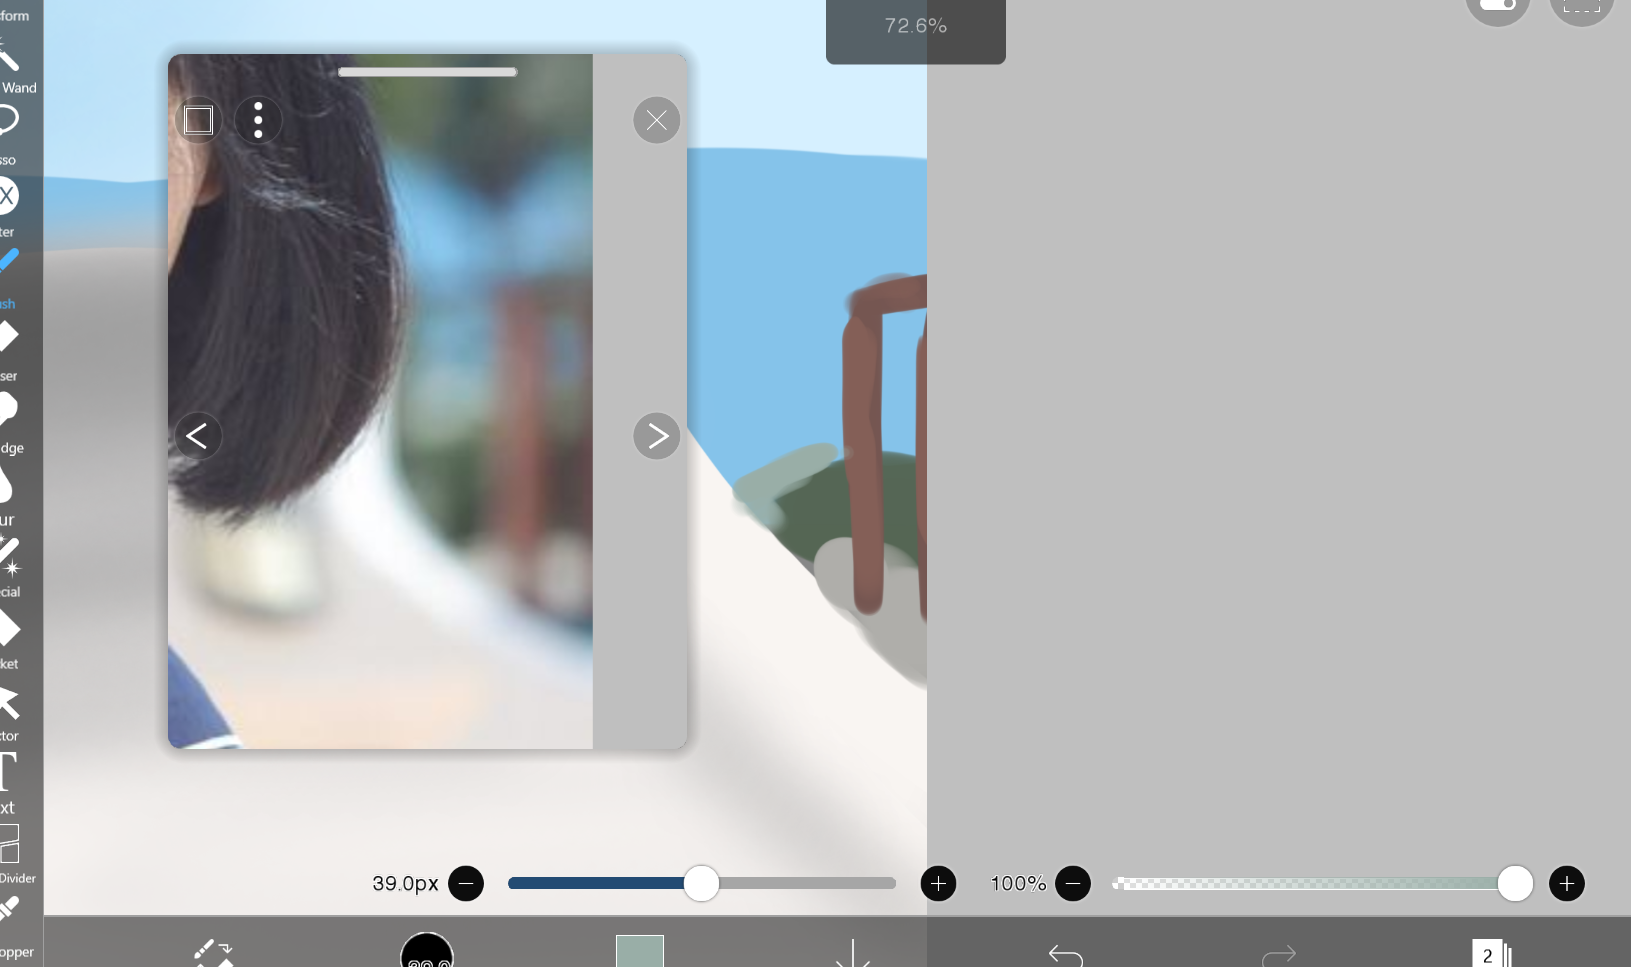 form
72.6%
Wand
sso
X
ter
ush
ser
dge
ur
cial
ket
ctor
T
xt
Divider
opper
39.0px
100%
2